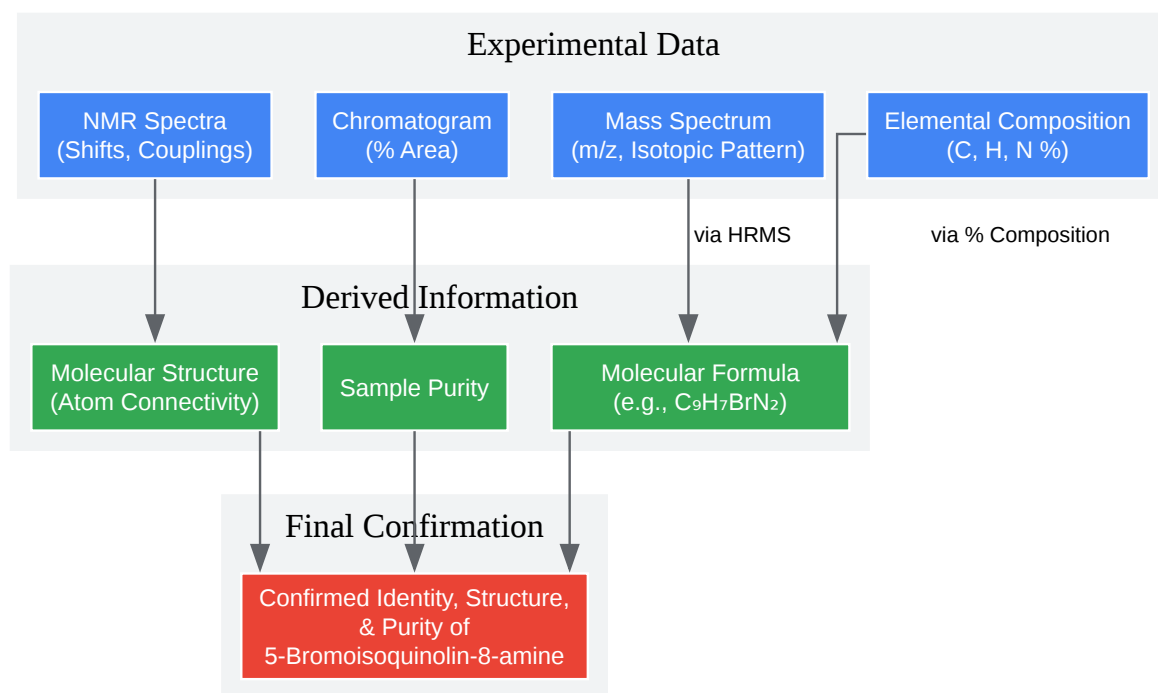 Experimental Data
NMR Spectra
(Shifts, Couplings)
Chromatogram
(% Area)
Mass Spectrum
(m/z, Isotopic Pattern)
Elemental Composition
(C, H, N %)
via HRMS
via % Composition
Derived Information
Molecular Structure
(Atom Connectivity)
Sample Purity
Molecular Formula
(e.g., C₉H₇BrN₂)
Final Confirmation
Confirmed Identity, Structure,
& Purity of
5-Bromoisoquinolin-8-amine